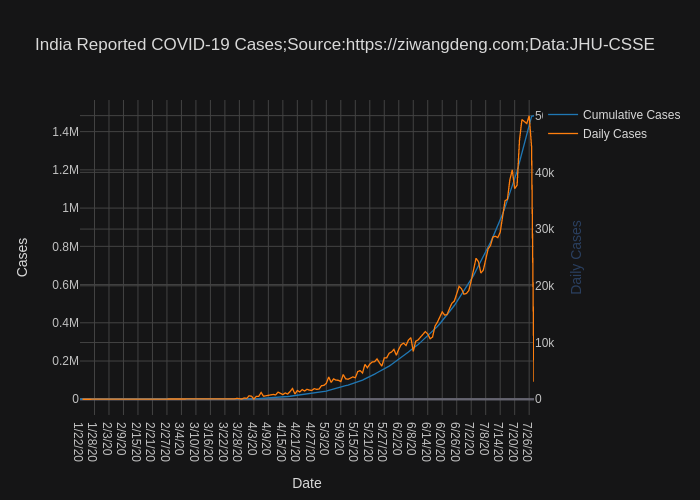 India Reported COVID-19 Cases;Source:https://ziwangdeng.com;Data:JHU-CSSE
Cumulative Cases
Daily Cases
1.4M
1.2M
1M
0.8M
0.6M
0.4M
0.2M
0
Cases
40k
30k
20k
10k
0
Daily Cases
1/22/20
1/28/20
2/3/20
2/9/20
2/15/20
2/21/20
2/27/20
3/4/20
3/10/20
3/16/20
3/22/20
3/28/20
4/3/20
4/9/20
4/15/20
4/21/20
4/27/20
5/3/20
5/9/20
5/15/20
5/21/20
5/27/20
6/2/20
6/8/20
6/14/20
6/20/20
6/26/20
7/2/20
7/8/20
7/14/20
7/20/20
7/26/20
Date